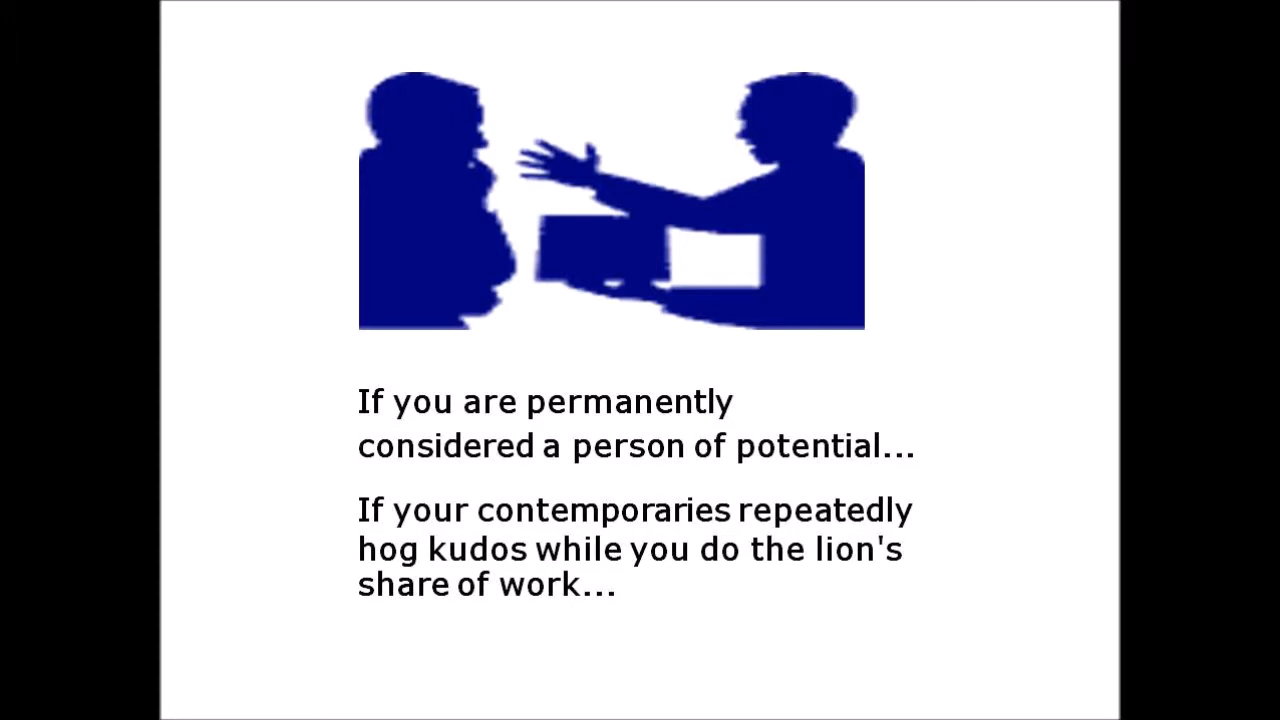 If you are permanently
considered a person of potential...
If your contemporaries repeatedly
hog kudos while you do the lion's
share of work...